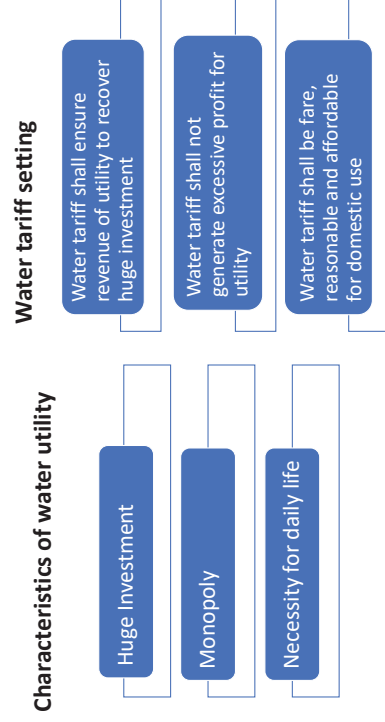 Characteristics of water utility
Huge Investment
Monopoly
Necessity for daily life
Water tariff setting
Water tariff shall ensure
revenue of utility to recover
huge investment
Water tariff shall not
generate excessive profit for
utility
Water tariff shall be fare,
reasonable and affordable
for domestic use